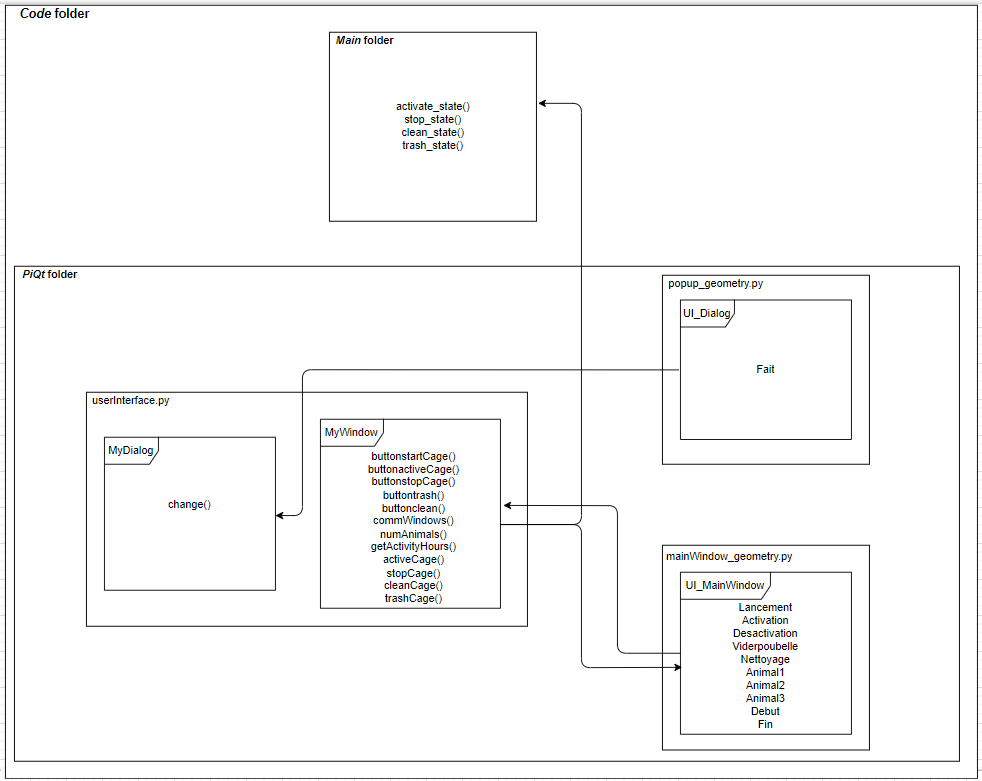 Code folder
Main folder
activate_state()
stop_state()
clean_state()
trash_state()
PiQt folder
popup_geometry.py
UI_Dialog
Fait
userInterface.py
MyDialog
change()
MyWindow
buttonstartCage()
buttonactiveCage()
buttonstopCage()
buttontrash()
buttonclean()
commWindows()
numAnimals()
getActivityHours()
activeCage()
stopCage()
cleanCage()
trashCage()
mainWindow_geometry.py
UI_MainWindow
Lancement
Activation
Desactivation
Viderpoubelle
Nettoyage
Animal1
Animal2
Animal3
Debut
Fin